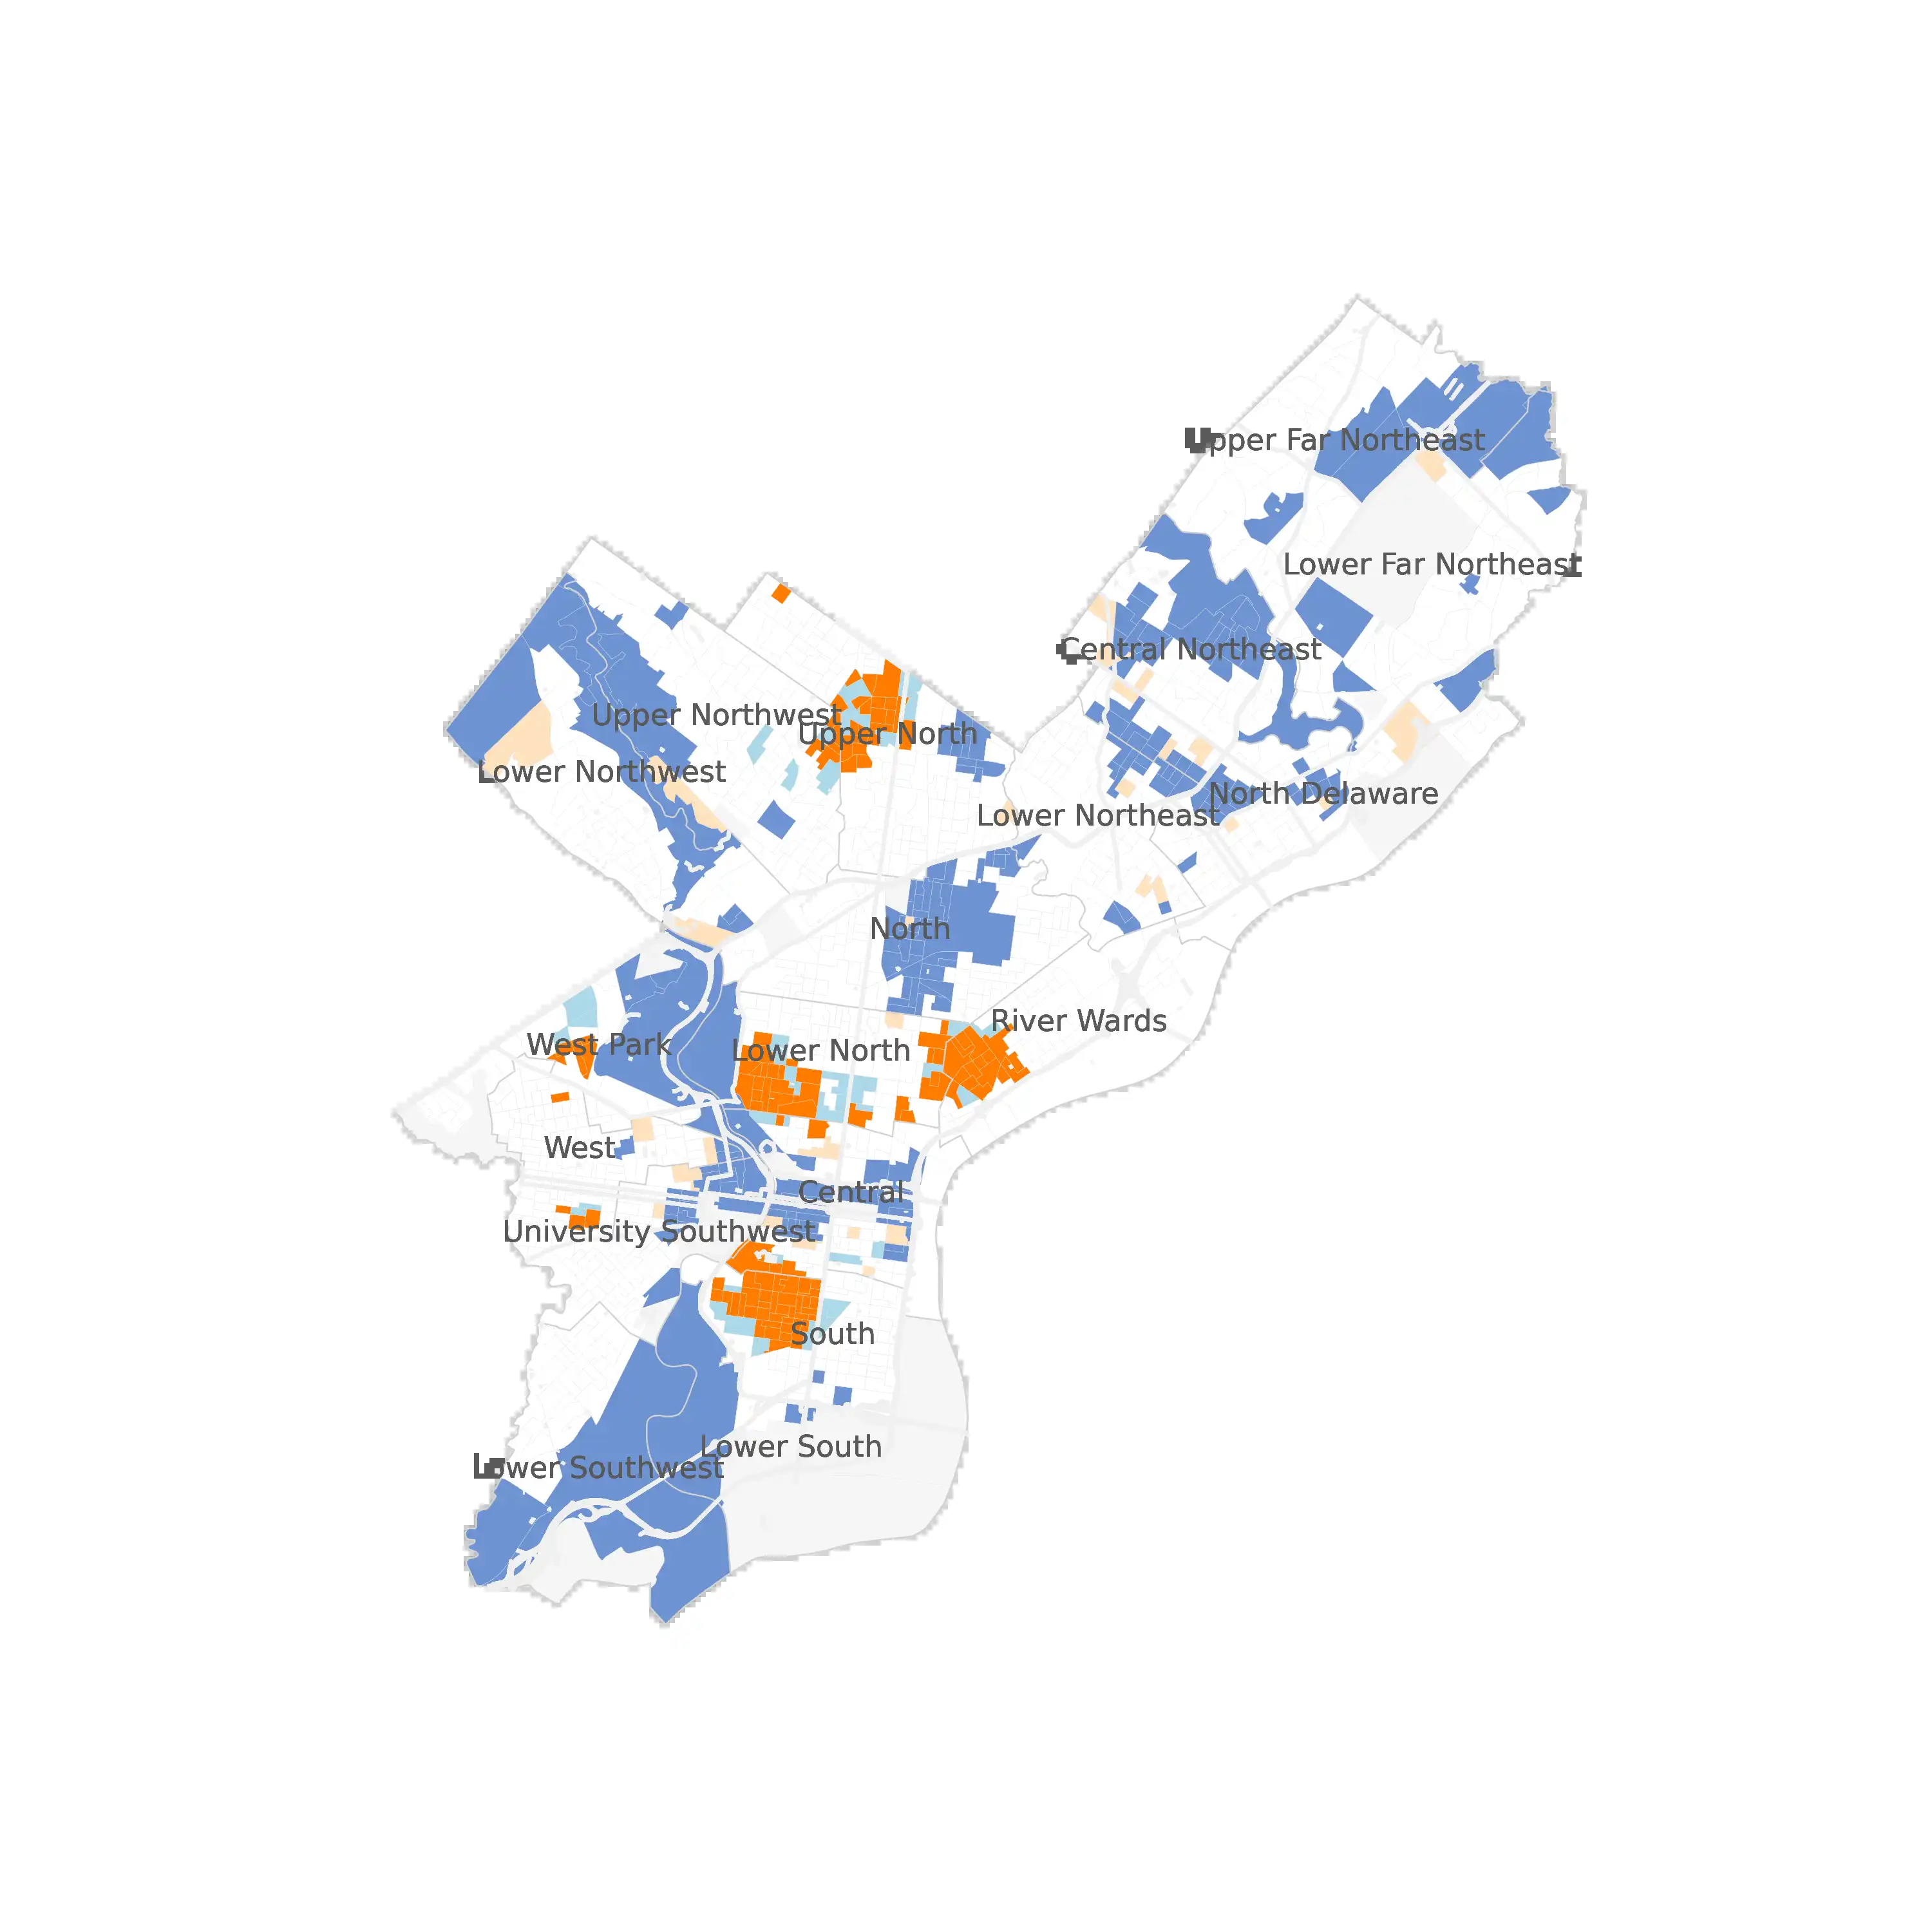 Upper Far Northeast
Lower Far Northeast
Central Northeast
Upper Northwest
Upper North
Lower Northwest
North Delaware
Lower Northeast
North
River Wards
West Park
Lower North
West
Central
University Southwest
South
Lower South
Lower Southwest